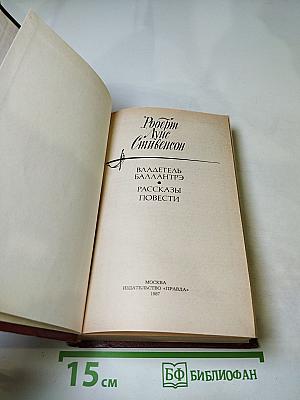 Роберт
Луис
Стивенсон
ВЛАДЕТЕЛЬ
БАЛЛАНТРЭ
РАССКАЗЫ
ПОВЕСТИ
МОСКВА
ИЗДАТЕЛЬСТВО «ПРАВДА»
1987
15 см
БФ БИБЛИОФАН